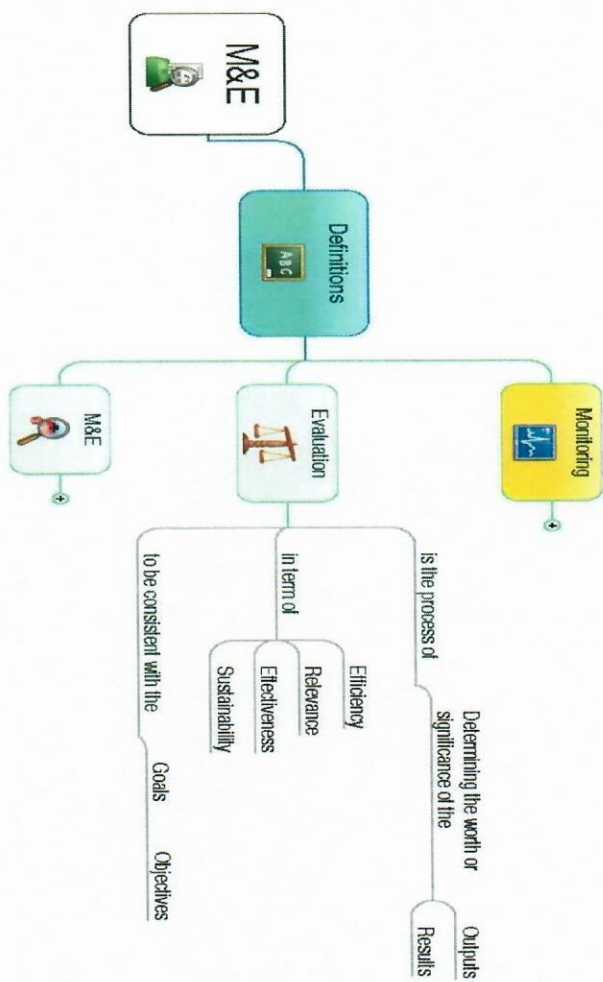 M&E
Definitions
ABC
Monitoring
Evaluation
is the process of
Determining the worth or
significance of the
Outputs
Results
in term of
Efficiency
Relevance
Effectiveness
Sustainability
to be consistent with the
Goals
Objectives
M&E